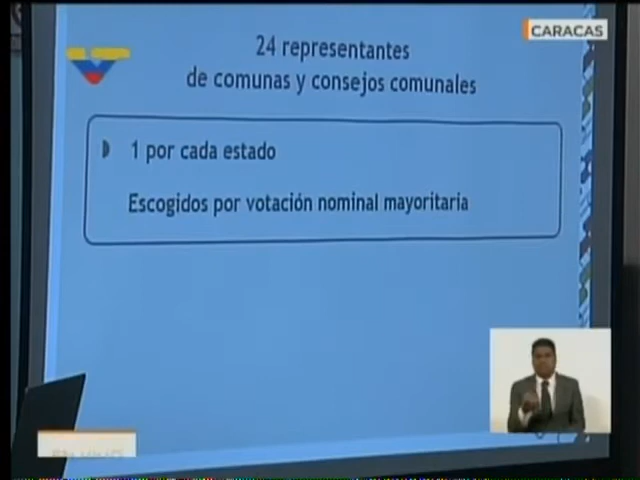 CARACAS
24 representantes
de comunas y consejos comunales
1 por cada estado
Escogidos por votación nominal mayoritaria